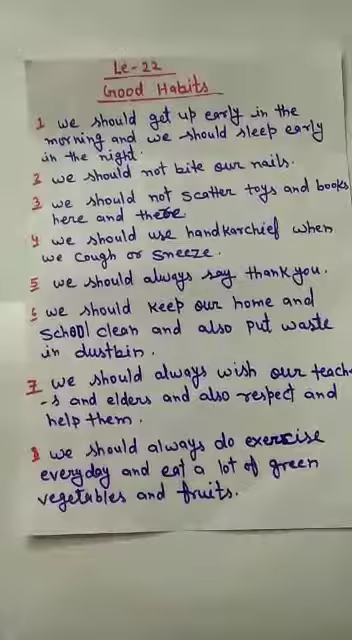 Le-22
Good Habits
1 we should get up early in the
morning and we should sleep early
in the night.
2 we should not bite our nails.
3 we should not scatter toys and books
here and there
4 we should use handkarchief when
we cough or sneeze.
5 we should always say thank you.
6 we should keep our home and
school clean and also put waste
in dustbin.
7 we should always wish our teach-
-s and elders and also respect and
help them.
8 we should always do exercise
everyday and eat a lot of green
vegetables and fruits.